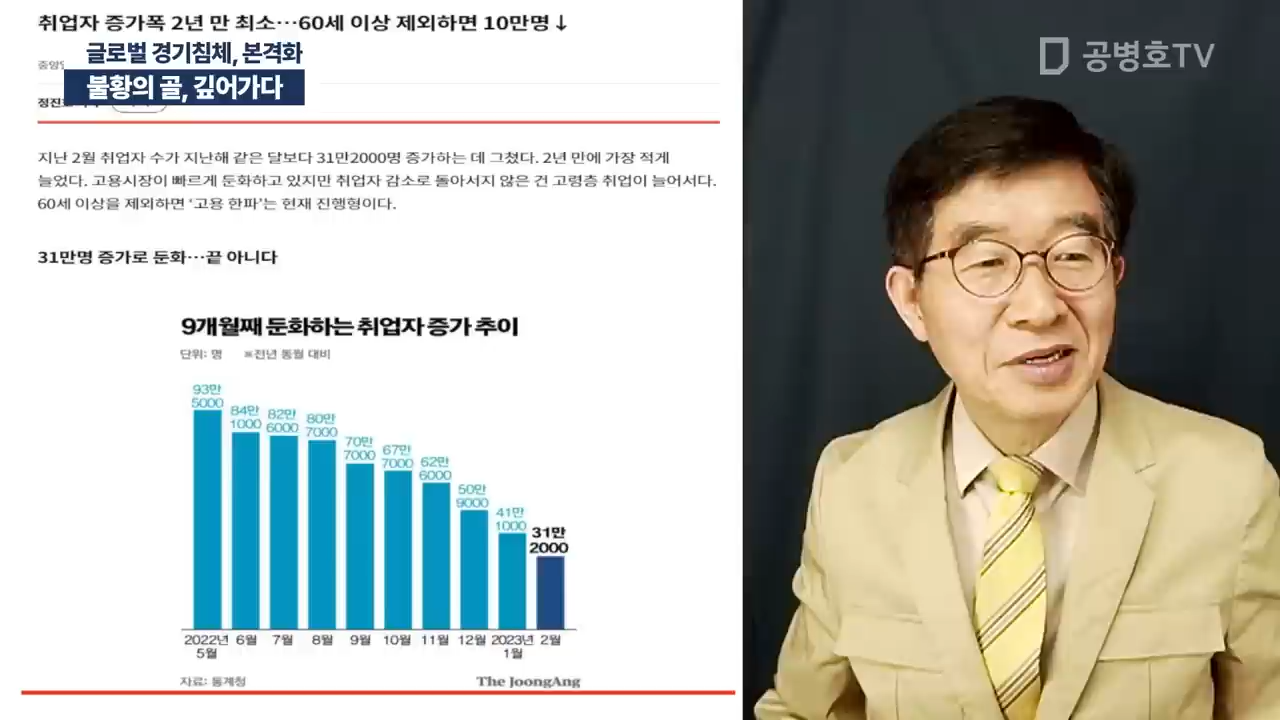 취업자 증가폭 2년 만 최소…60세 이상 제외하면 10만명↓
글로벌 경기침체, 본격화
불황의 골, 깊어가다
공병호TV
지난 2월 취업자 수가 지난해 같은 달보다 31만2000명 증가하는 데 그쳤다. 2년 만에 가장 적게
늘었다. 고용시장이 빠르게 둔화하고 있지만 취업자 감소로 돌아서지 않은 건 고령층 취업이 늘어서다.
60세 이상을 제외하면 ‘고용 한파’는 현재 진행형이다.
31만명 증가로 둔화…끝 아니다
9개월째 둔화하는 취업자 증가 추이
단위: 명 ※전년 동월 대비
93만
5000
84만
1000
82만
6000
80만
7000
70만
7000
67만
7000
62만
6000
50만
9000
41만
1000
31만
2000
2022년 6월 7월 8월 9월 10월 11월 12월 2023년 2월
5월 1월
자료: 통계청 The JoongAng